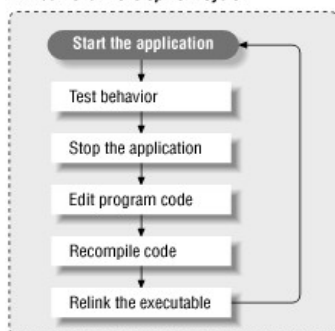 Start the application
Test behavior
Stop the application
Edit program code
Recompile code
Relink the executable